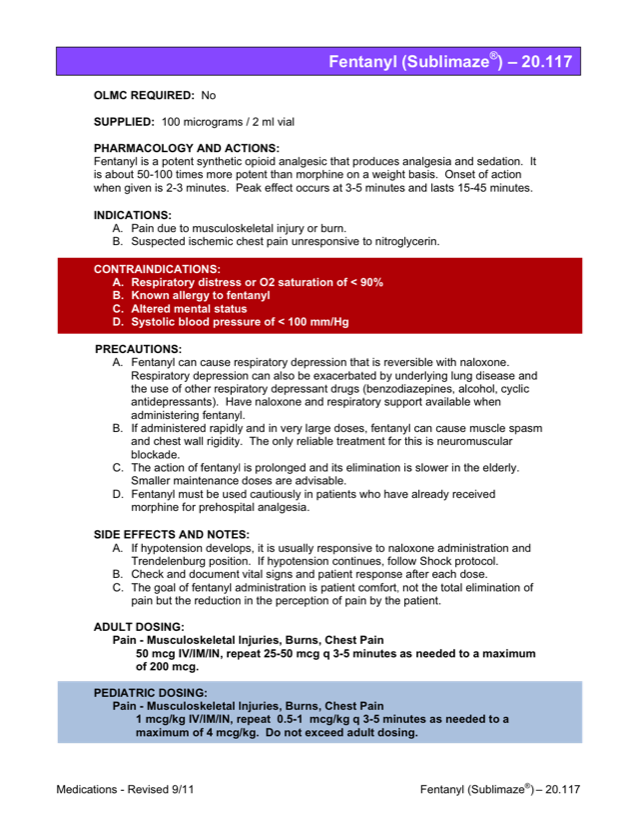 Fentanyl (Sublimaze®) – 20.117
OLMC REQUIRED: No
SUPPLIED: 100 micrograms / 2 ml vial
PHARMACOLOGY AND ACTIONS:
Fentanyl is a potent synthetic opioid analgesic that produces analgesia and sedation. It
is about 50-100 times more potent than morphine on a weight basis. Onset of action
when given is 2-3 minutes. Peak effect occurs at 3-5 minutes and lasts 15-45 minutes.
INDICATIONS:
A. Pain due to musculoskeletal injury or burn.
B. Suspected ischemic chest pain unresponsive to nitroglycerin.
CONTRAINDICATIONS:
A. Respiratory distress or O2 saturation of < 90%
B. Known allergy to fentanyl
C. Altered mental status
D. Systolic blood pressure of < 100 mm/Hg
PRECAUTIONS:
A. Fentanyl can cause respiratory depression that is reversible with naloxone.
Respiratory depression can also be exacerbated by underlying lung disease and
the use of other respiratory depressant drugs (benzodiazepines, alcohol, cyclic
antidepressants). Have naloxone and respiratory support available when
administering fentanyl.
B. If administered rapidly and in very large doses, fentanyl can cause muscle spasm
and chest wall rigidity. The only reliable treatment for this is neuromuscular
blockade.
C. The action of fentanyl is prolonged and its elimination is slower in the elderly.
Smaller maintenance doses are advisable.
D. Fentanyl must be used cautiously in patients who have already received
morphine for prehospital analgesia.
SIDE EFFECTS AND NOTES:
A. If hypotension develops, it is usually responsive to naloxone administration and
Trendelenburg position. If hypotension continues, follow Shock protocol.
B. Check and document vital signs and patient response after each dose.
C. The goal of fentanyl administration is patient comfort, not the total elimination of
pain but the reduction in the perception of pain by the patient.
ADULT DOSING:
Pain - Musculoskeletal Injuries, Burns, Chest Pain
50 mcg IV/IM/IN, repeat 25-50 mcg q 3-5 minutes as needed to a maximum
of 200 mcg.
PEDIATRIC DOSING:
Pain - Musculoskeletal Injuries, Burns, Chest Pain
1 mcg/kg IV/IM/IN, repeat 0.5-1 mcg/kg q 3-5 minutes as needed to a
maximum of 4 mcg/kg. Do not exceed adult dosing.
Medications - Revised 9/11
Fentanyl (Sublimaze®) – 20.117